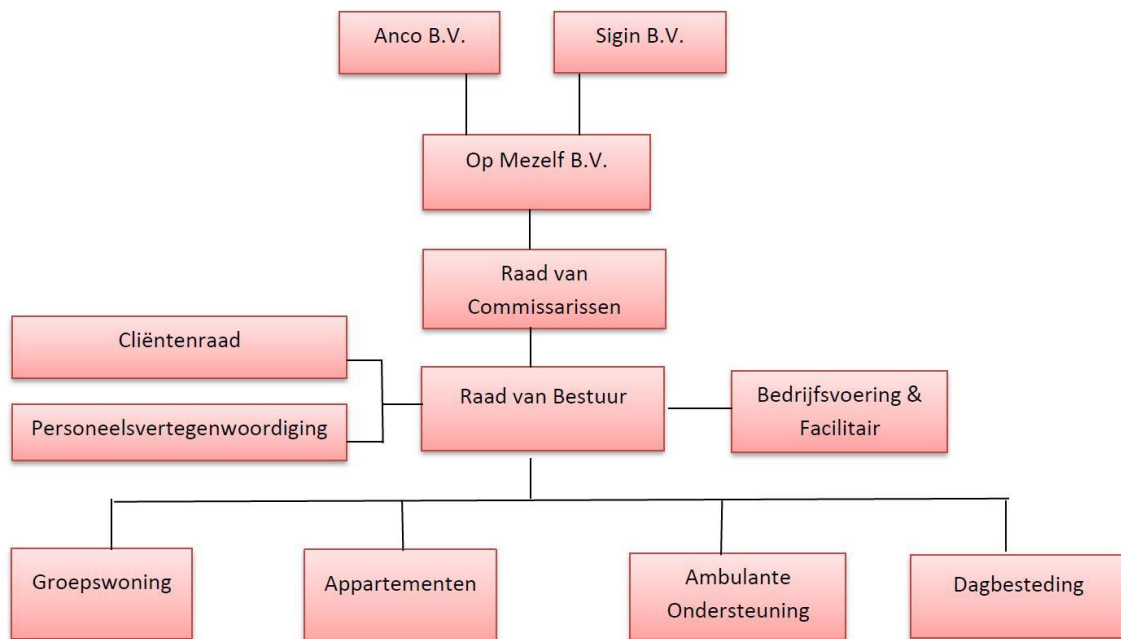 Anco B.V.
Sigin B.V.
Op Mezelf B.V.
Raad van
Commissarissen
Cliëntenraad
Personeelsvertegenwoordiging
Raad van Bestuur
Bedrijfsvoering &
Facilitair
Groepswoning
Appartementen
Ambulante
Ondersteuning
Dagbesteding